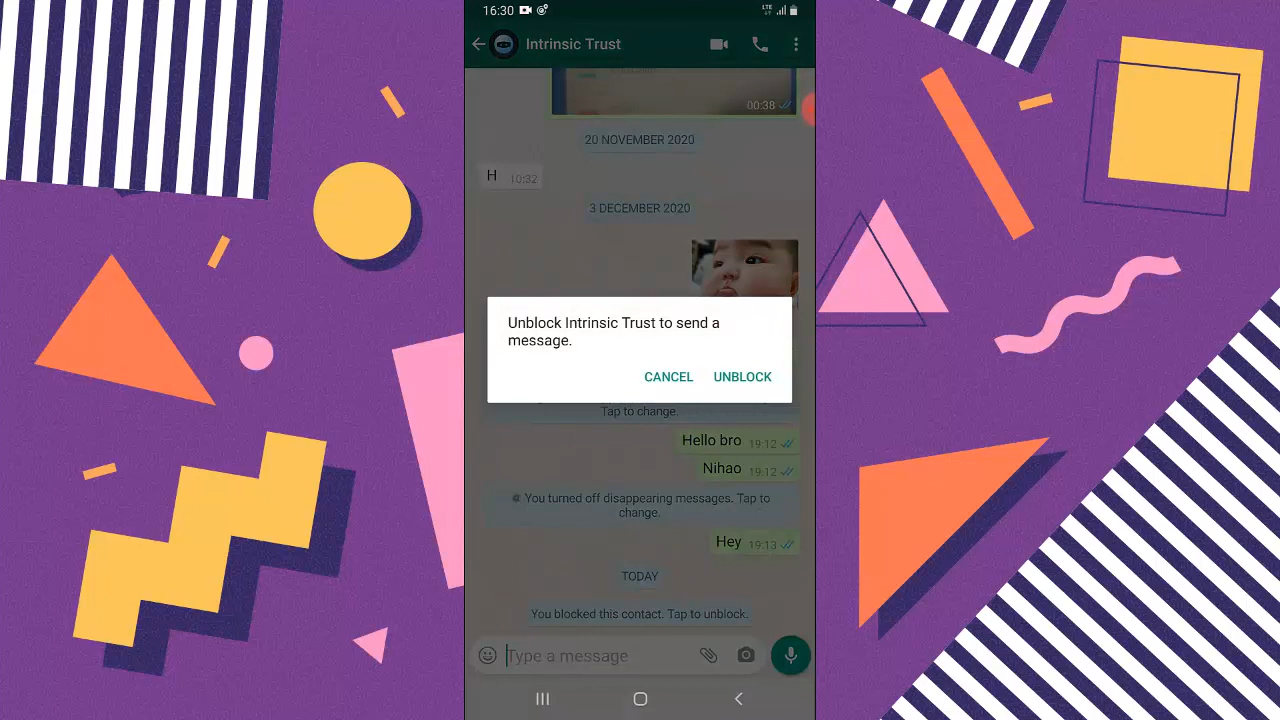 16:30
LTE
Intrinsic Trust
00:38
20 NOVEMBER 2020
H 10:32
3 DECEMBER 2020
Unblock Intrinsic Trust to send a
message.
CANCEL UNBLOCK
Tap to change.
Hello bro 19:12
Nihao 19:12
You turned off disappearing messages. Tap to
change.
Hey 19:13
TODAY
You blocked this contact. Tap to unblock.
Type a message